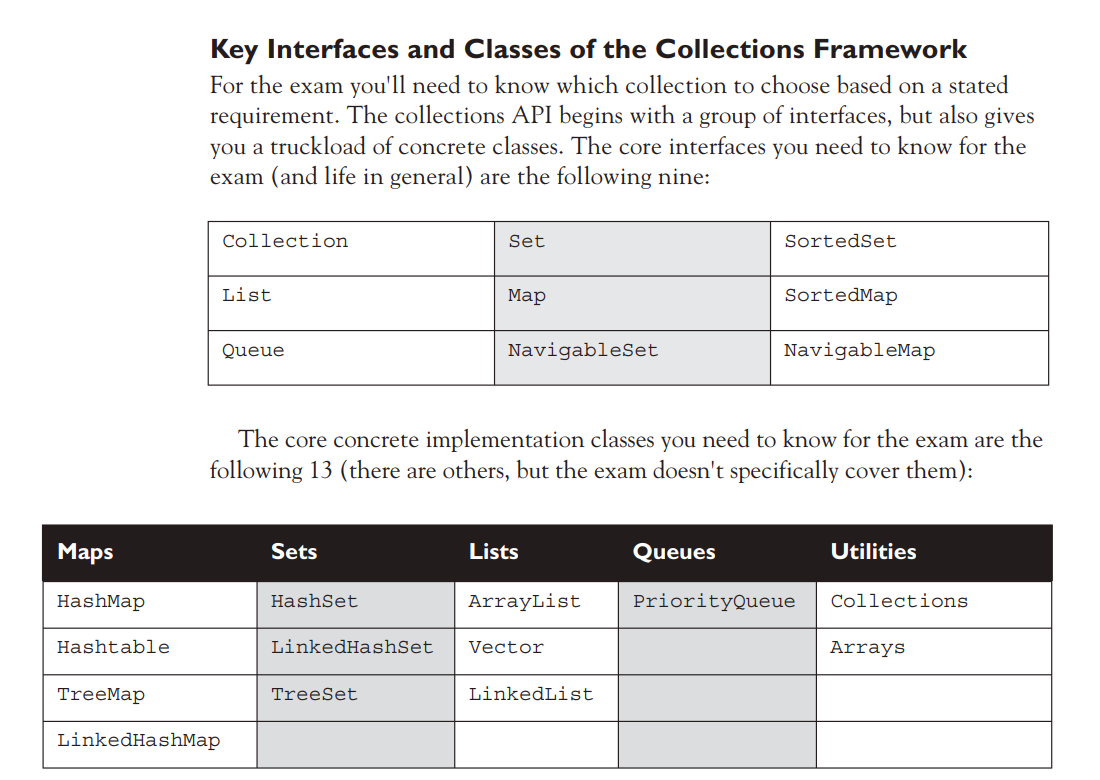 Key Interfaces and Classes of the Collections Framework
For the exam you'll need to know which collection to choose based on a stated
requirement. The collections API begins with a group of interfaces, but also gives
you a truckload of concrete classes. The core interfaces you need to know for the
exam (and life in general) are the following nine:
Collection Set SortedSet
List Map SortedMap
Queue NavigableSet NavigableMap
The core concrete implementation classes you need to know for the exam are the
following 13 (there are others, but the exam doesn't specifically cover them):
Maps Sets Lists Queues Utilities
HashMap HashSet ArrayList PriorityQueue Collections
Hashtable LinkedHashSet Vector Arrays
TreeMap TreeSet LinkedList
LinkedHashMap